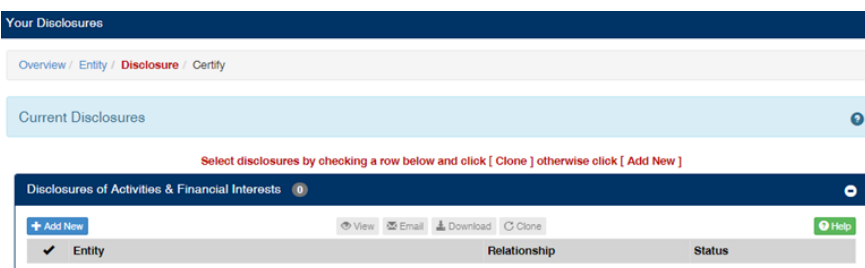 Your Disclosures
Overview / Entity / Disclosure / Certify
Current Disclosures
Select disclosures by checking a row below and click [ Clone ] otherwise click [ Add New ]
Disclosures of Activities & Financial Interests 0
Add New View Email Download Clone Help
Entity Relationship Status